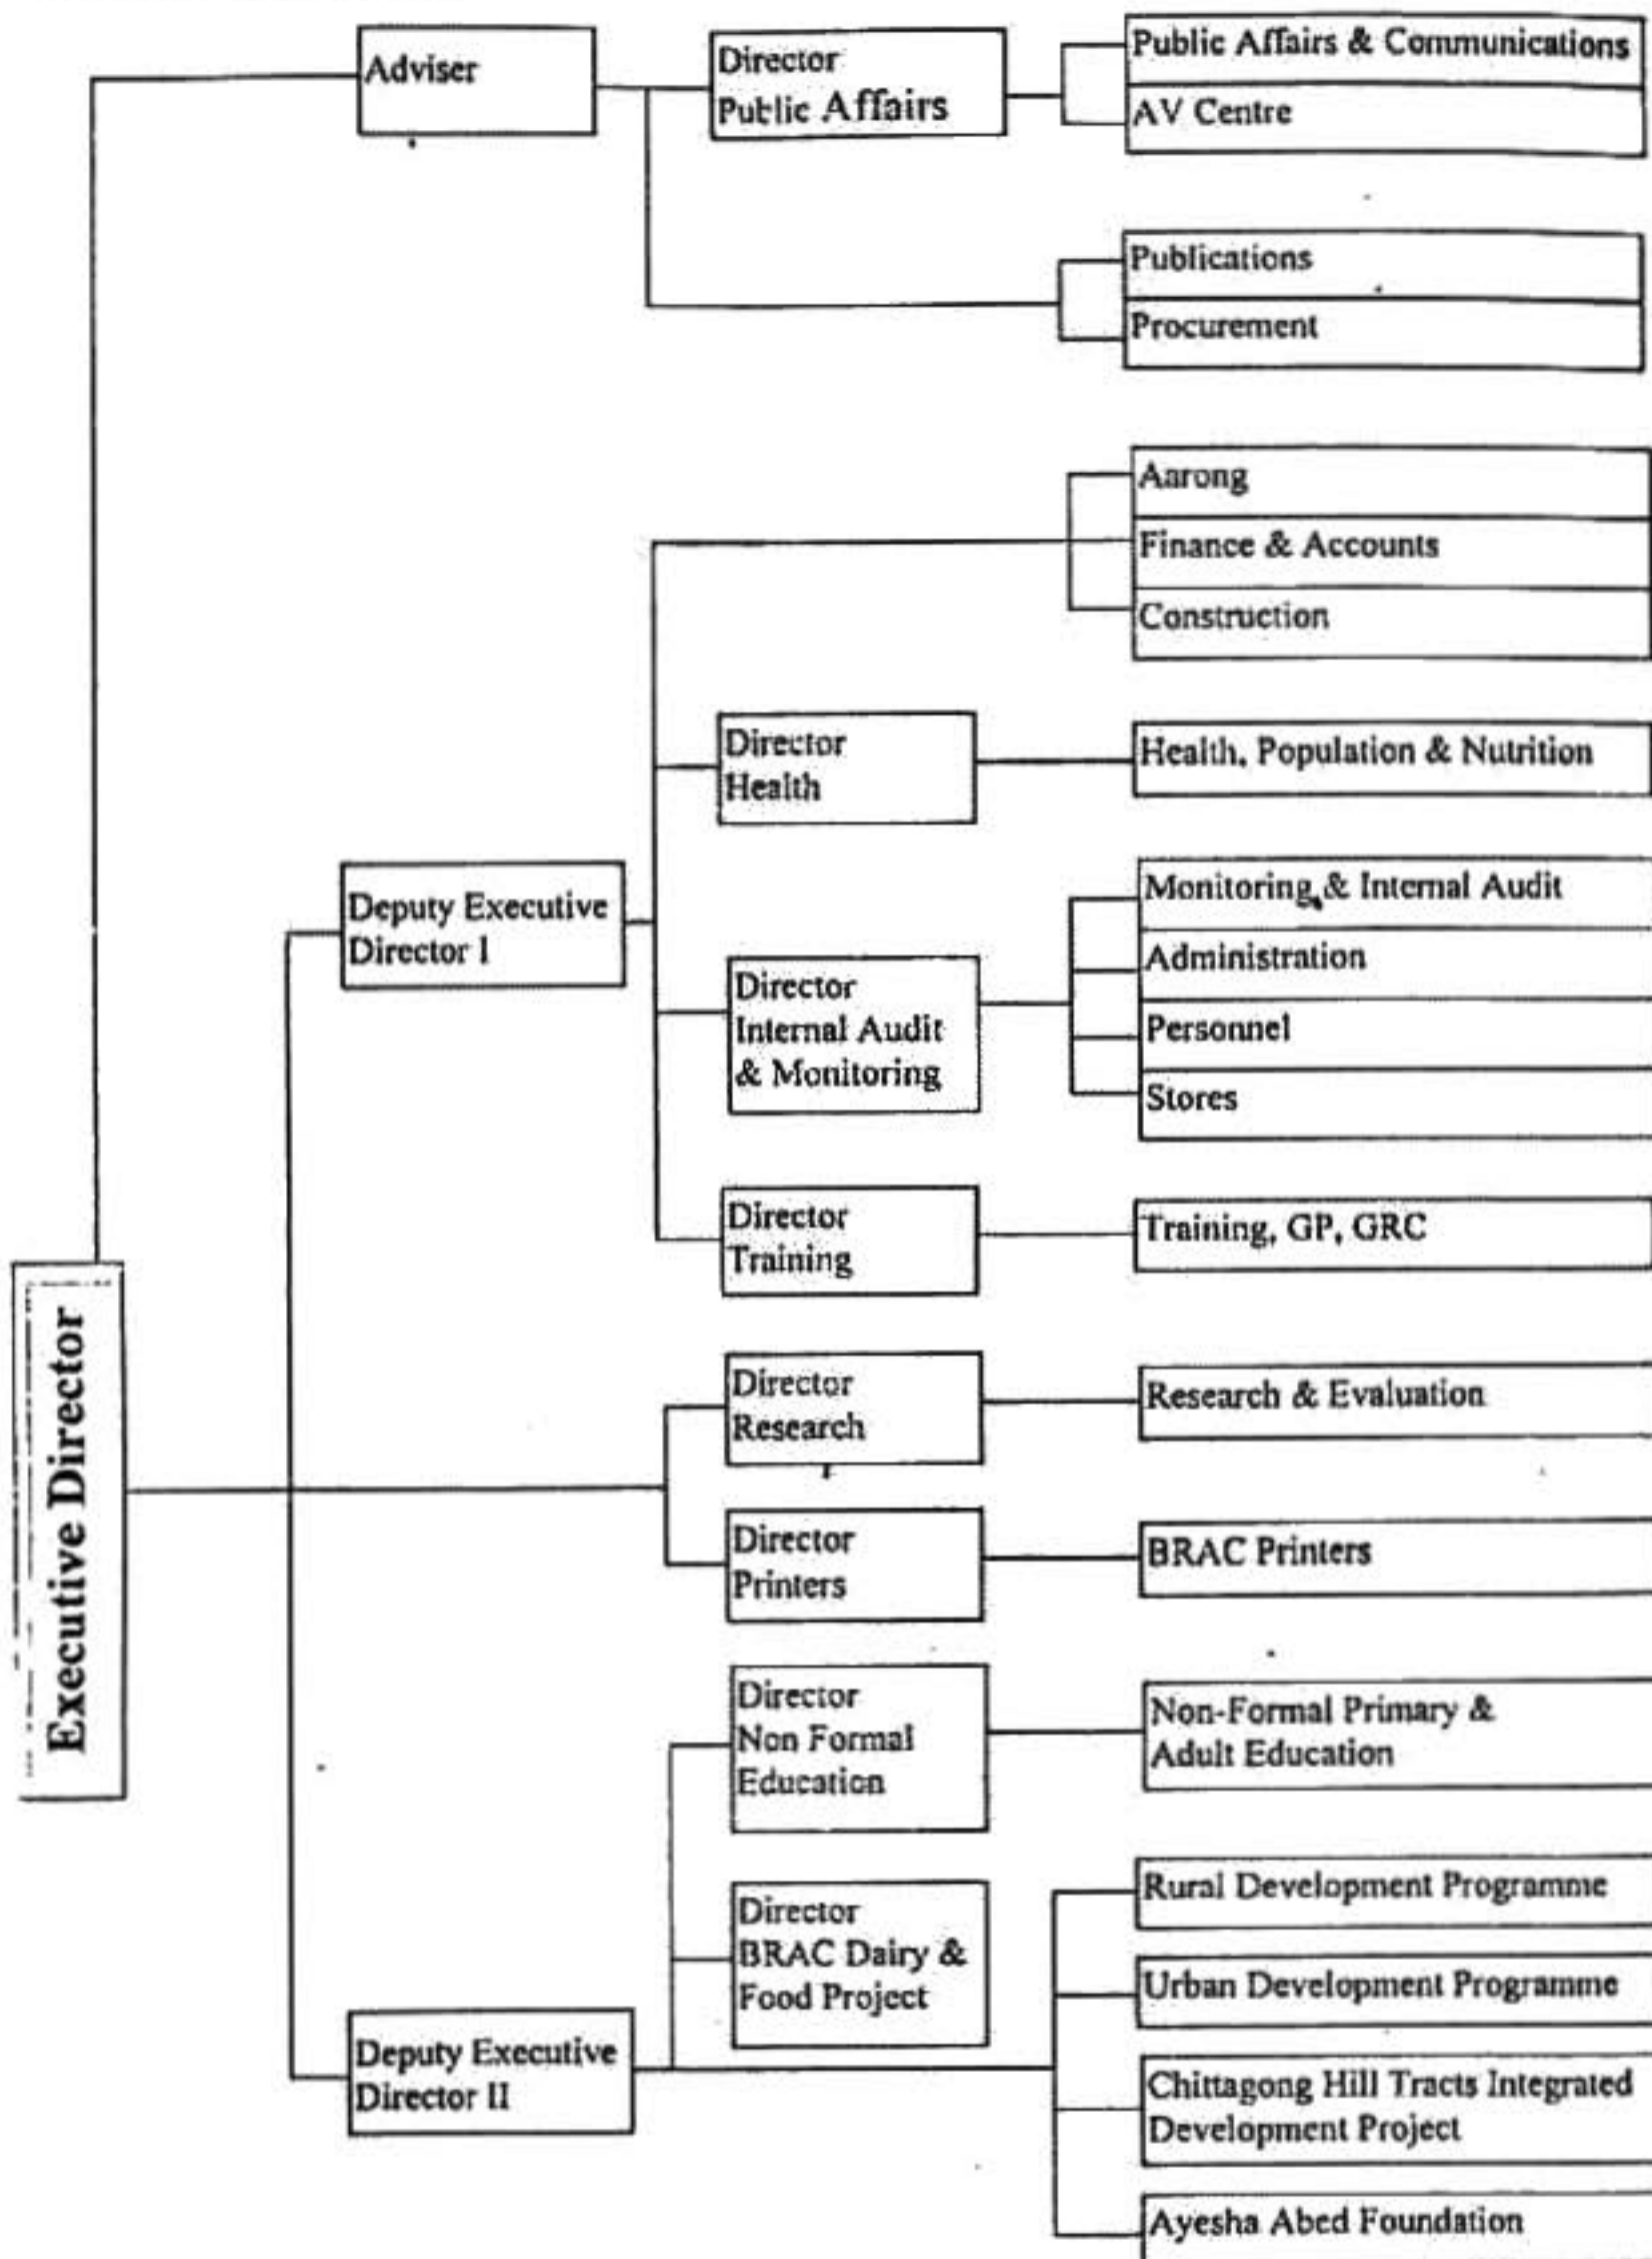 Adviser
Director
Public Affairs
Public Affairs & Communications
AV Centre
Publications
Procurement
Aarong
Finance & Accounts
Construction
Director
Health
Health, Population & Nutrition
Deputy Executive
Director I
Director
Internal Audit
& Monitoring
Monitoring & Internal Audit
Administration
Personnel
Stores
Director
Training
Training, GP, GRC
Executive Director
Director
Research
Research & Evaluation
Director
Printers
BRAC Printers
Director
Non Formal
Education
Non-Formal Primary &
Adult Education
Director
BRAC Dairy &
Food Project
Deputy Executive
Director II
Rural Development Programme
Urban Development Programme
Chittagong Hill Tracts Integrated
Development Project
Ayesha Abed Foundation